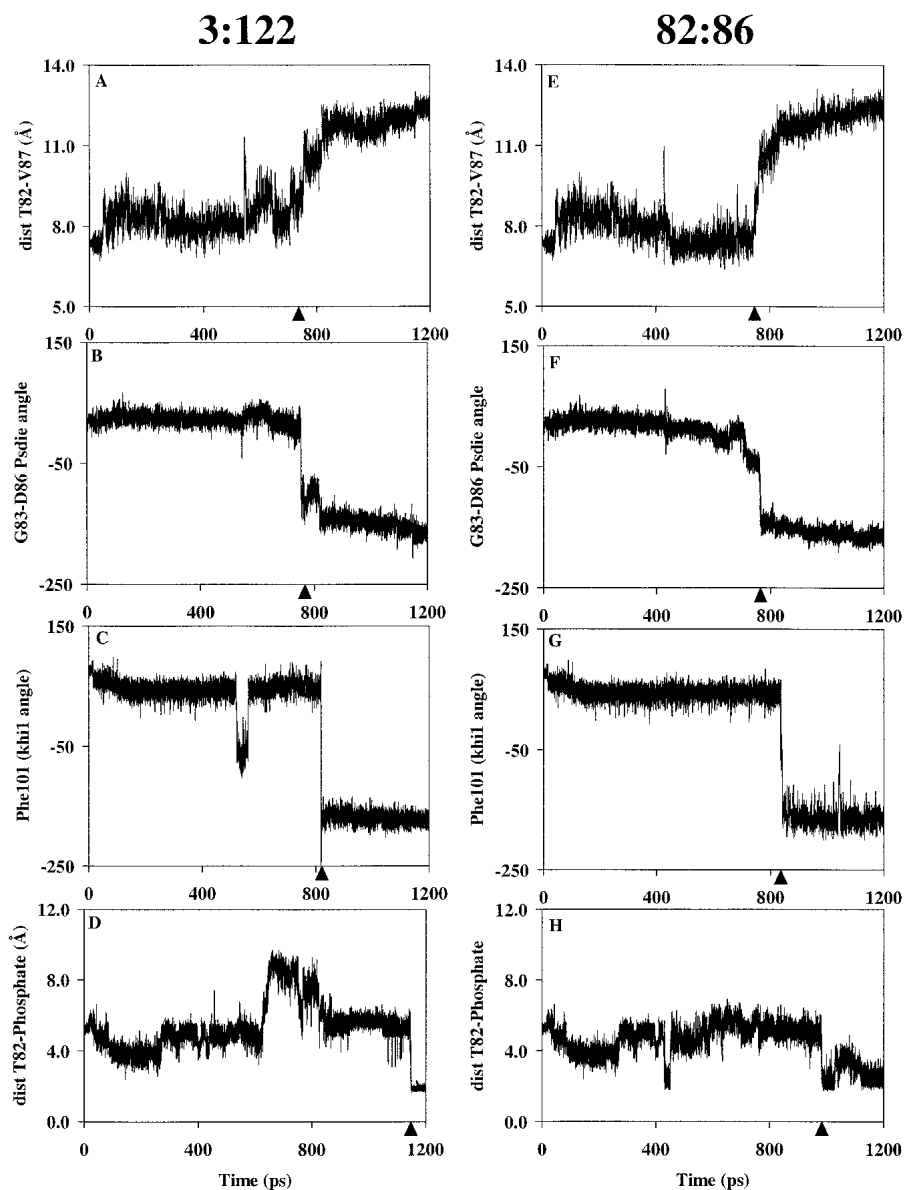 3:122
82:86
A
14.0
11.0
8.0
5.0
dist T82-V87 (Å)
0 400 800 1200
E
14.0
11.0
8.0
5.0
dist T82-V87 (Å)
0 400 800 1200
B
150
-50
-250
G83-D86 Psdie angle
0 400 800 1200
F
150
-50
-250
G83-D86 Psdie angle
0 400 800 1200
C
150
-50
-250
Phe101 (khi1 angle)
0 400 800 1200
G
150
-50
-250
Phe101 (khi1 angle)
0 400 800 1200
D
12.0
8.0
4.0
0.0
dist T82-Phosphate (Å)
0 400 800 1200
Time (ps)
H
12.0
8.0
4.0
0.0
dist T82-Phosphate
0 400 800 1200
Time (ps)